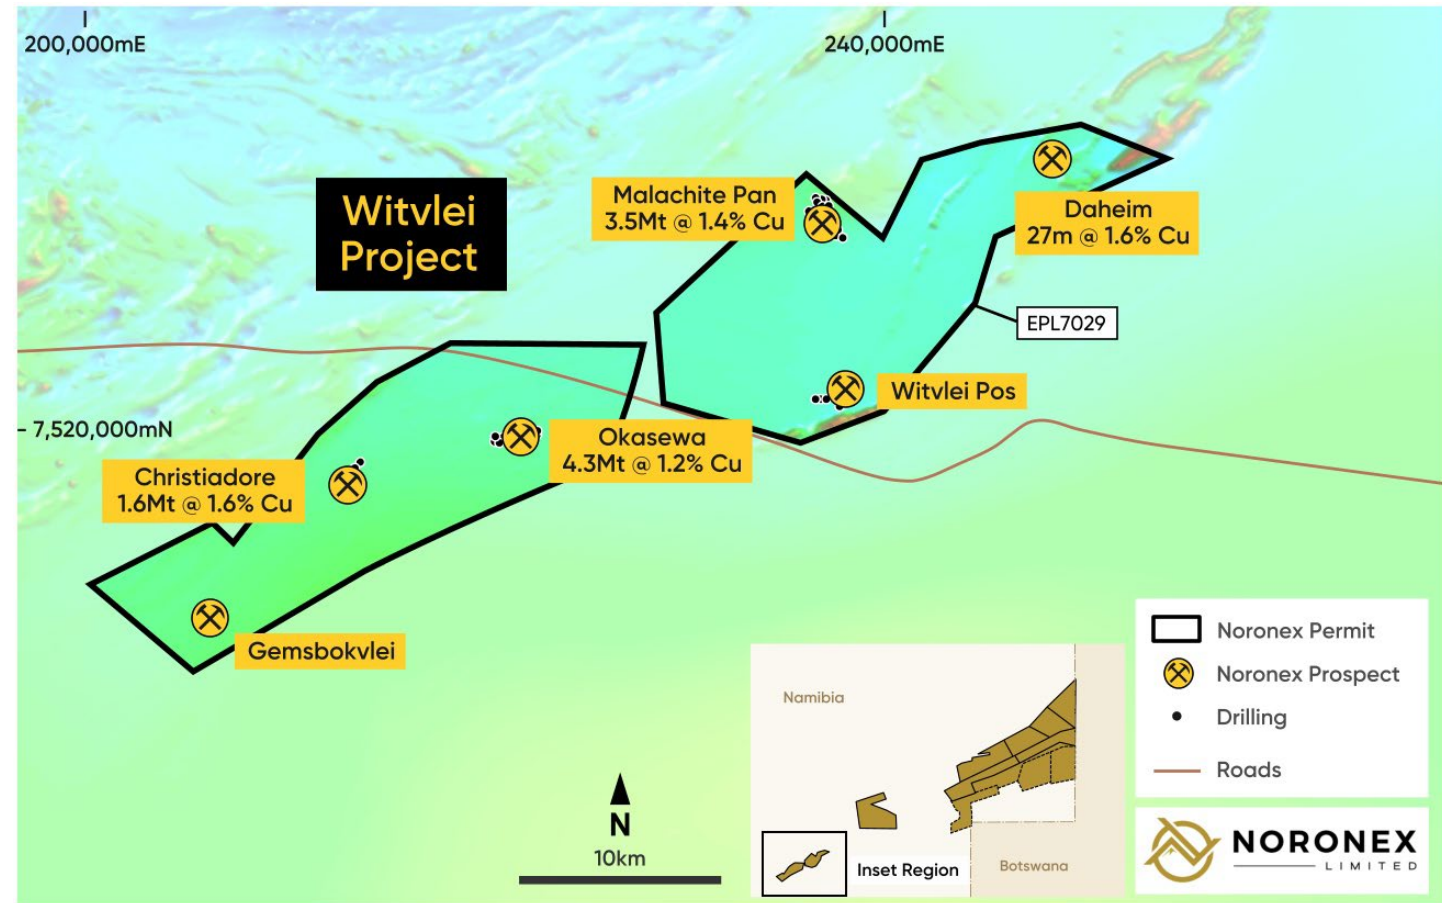 200,000mE
240,000mE
Witvlei
Project
Malachite Pan
3.5Mt @ 1.4% Cu
Daheim
27m @ 1.6% Cu
EPL7029
Witvlei Pos
- 7,520,000mN
Okasewa
4.3Mt @ 1.2% Cu
Christiadore
1.6Mt @ 1.6% Cu
Gemsbokvlei
N
10km
Namibia
Botswana
Inset Region
Noronex Permit
Noronex Prospect
Drilling
Roads
NORONEX
LIMITED